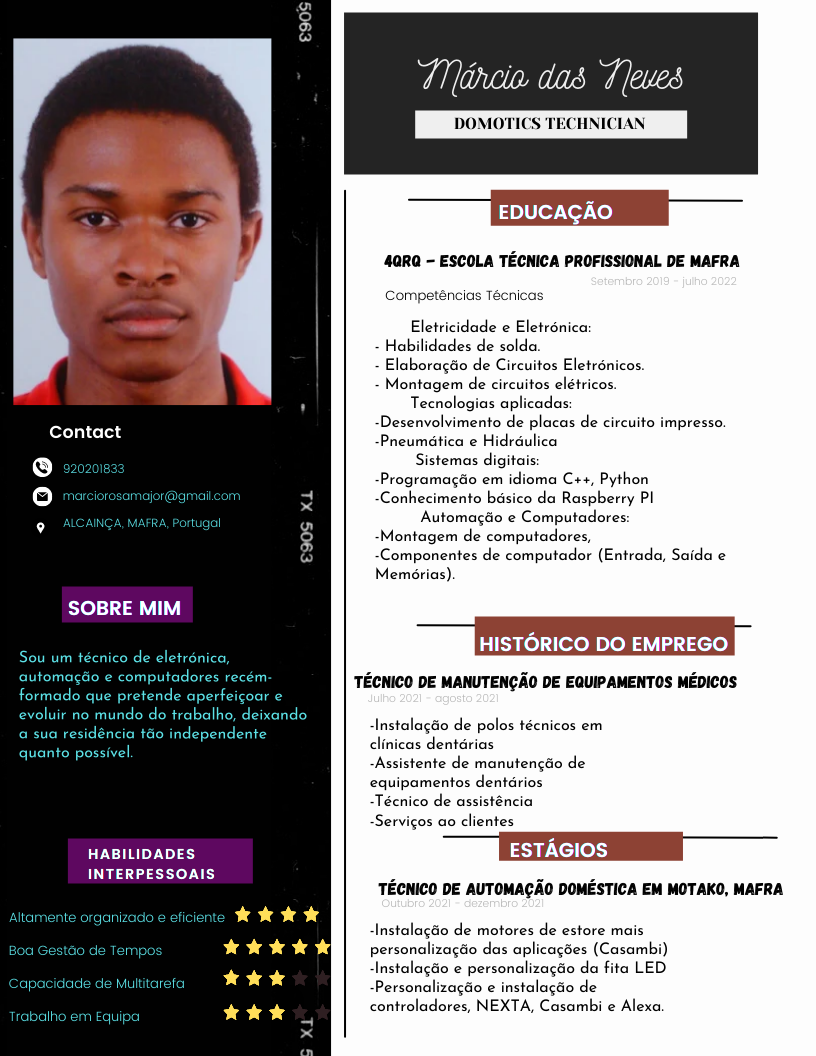 5063
Contact
920201833
marciorosamajor@gmail.com
ALCAINÇA, MAFRA, Portugal
TX 5063
SOBRE MIM
Sou um técnico de eletrónica,
automação e computadores recém-
formado que pretende aperfeiçoar e
evoluir no mundo do trabalho, deixando
a sua residência tão independente
quanto possível.
HABILIDADES
INTERPESSOAIS
Altamente organizado e eficiente
Boa Gestão de Tempos
Capacidade de Multitarefa
Trabalho em Equipa
TX 5
Márcio das Neves
DOMOTICS TECHNICIAN
EDUCAÇÃO
4QRQ - ESCOLA TÉCNICA PROFISSIONAL DE MAFRA
Setembro 2019 - julho 2022
Competências Técnicas
Eletricidade e Eletrónica:
- Habilidades de solda.
- Elaboração de Circuitos Eletrónicos.
- Montagem de circuitos elétricos.
Tecnologias aplicadas:
-Desenvolvimento de placas de circuito impresso.
-Pneumática e Hidráulica
Sistemas digitais:
-Programação em idioma C++, Python
-Conhecimento básico da Raspberry PI
Automação e Computadores:
-Montagem de computadores,
-Componentes de computador (Entrada, Saída e
Memórias).
HISTÓRICO DO EMPREGO
TÉCNICO DE MANUTENÇÃO DE EQUIPAMENTOS MÉDICOS
Julho 2021 - agosto 2021
-Instalação de polos técnicos em
clínicas dentárias
-Assistente de manutenção de
equipamentos dentários
-Técnico de assistência
-Serviços ao clientes
ESTÁGIOS
TÉCNICO DE AUTOMAÇÃO DOMÉSTICA EM MOTAKO, MAFRA
Outubro 2021 - dezembro 2021
-Instalação de motores de estore mais
personalização das aplicações (Casambi)
-Instalação e personalização da fita LED
-Personalização e instalação de
controladores, NEXTA, Casambi e Alexa.